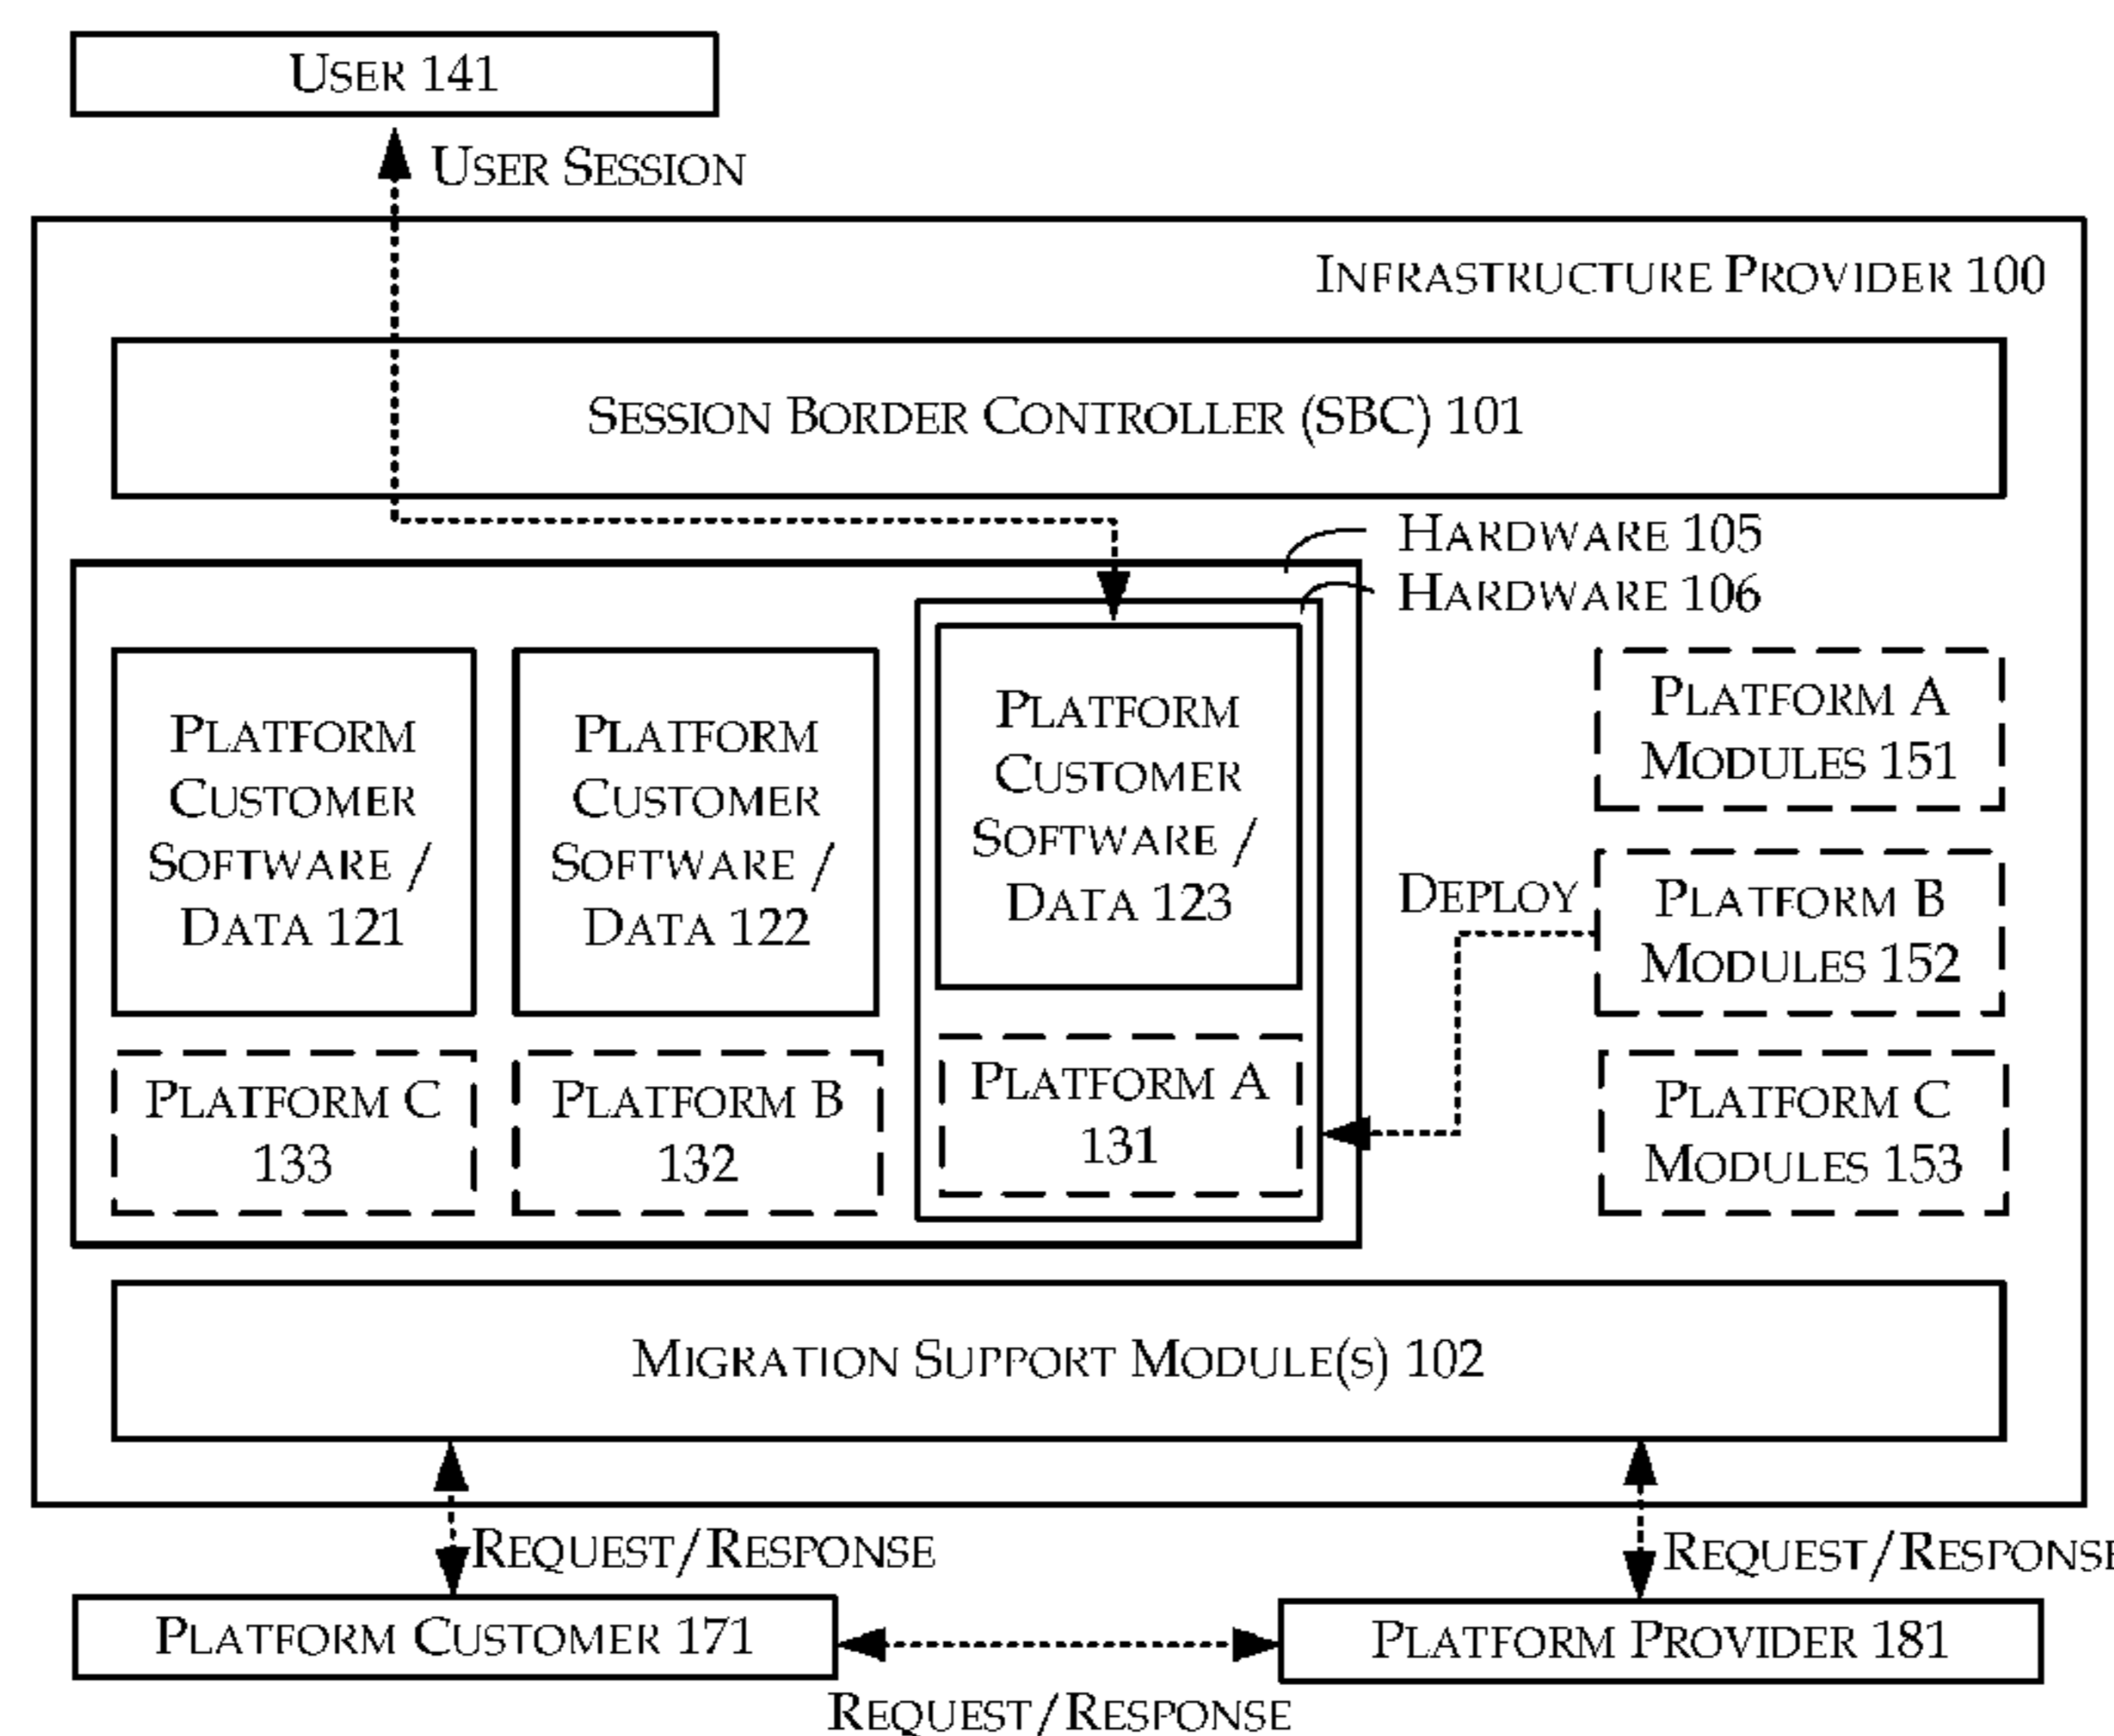 USER 141
USER SESSION
INFRASTRUCTURE PROVIDER 100
SESSION BORDER CONTROLLER (SBC) 101
HARDWARE 105
HARDWARE 106
PLATFORM
CUSTOMER
SOFTWARE /
DATA 121
PLATFORM
CUSTOMER
SOFTWARE /
DATA 122
PLATFORM
CUSTOMER
SOFTWARE /
DATA 123
PLATFORM A
MODULES 151
DEPLOY
PLATFORM B
MODULES 152
PLATFORM C
133
PLATFORM B
132
PLATFORM A
131
PLATFORM C
MODULES 153
MIGRATION SUPPORT MODULE(S) 102
REQUEST/RESPONSE
REQUEST/RESPONSE
PLATFORM CUSTOMER 171
PLATFORM PROVIDER 181
REQUEST/RESPONSE